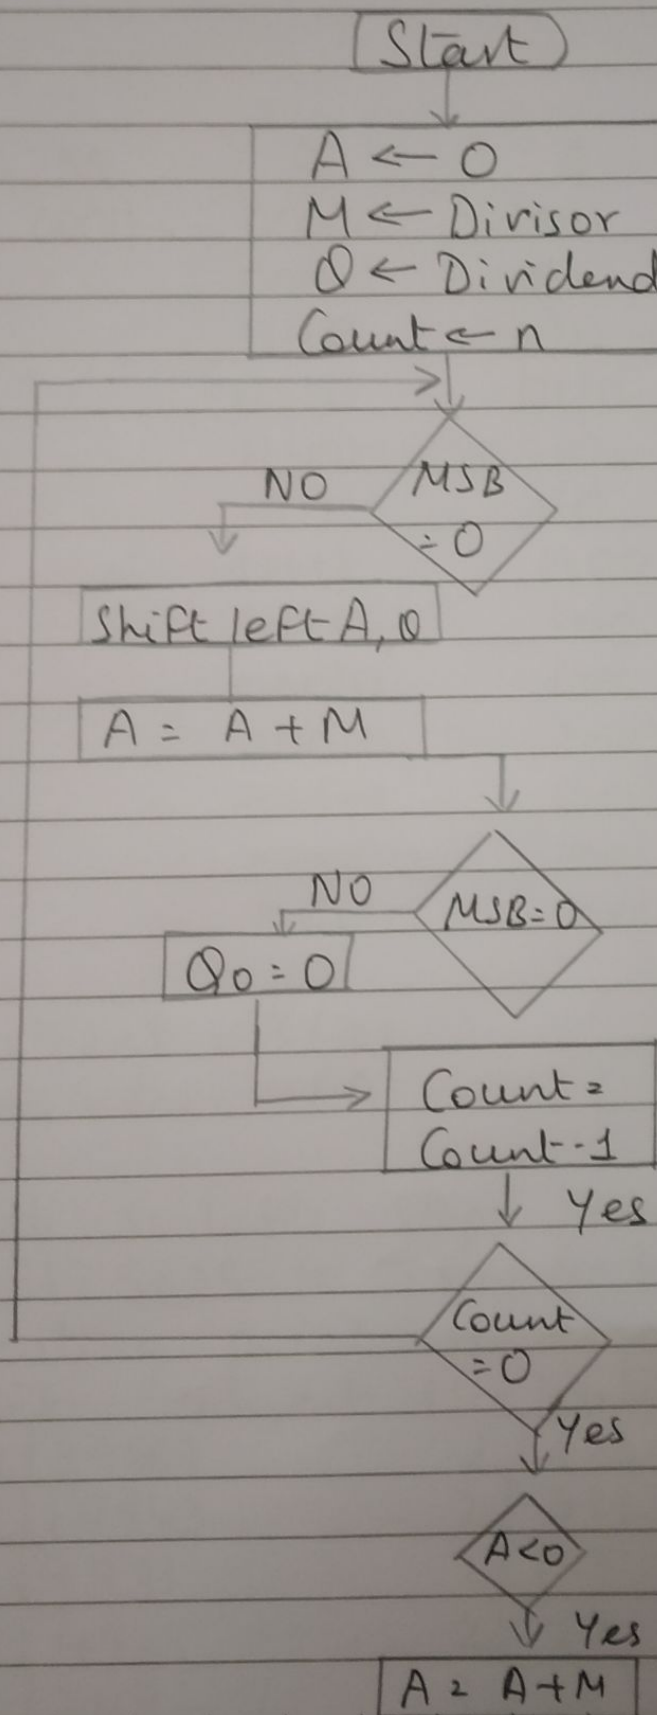 Start
A ← 0
M ← Divisor
Q ← Dividend
Count ← n
NO
MSB
= 0
Shift left A, Q
A = A + M
NO
MSB = 0
Q0 = 0
Count =
Count - 1
Yes
Count
= 0
Yes
A < 0
Yes
A = A + M